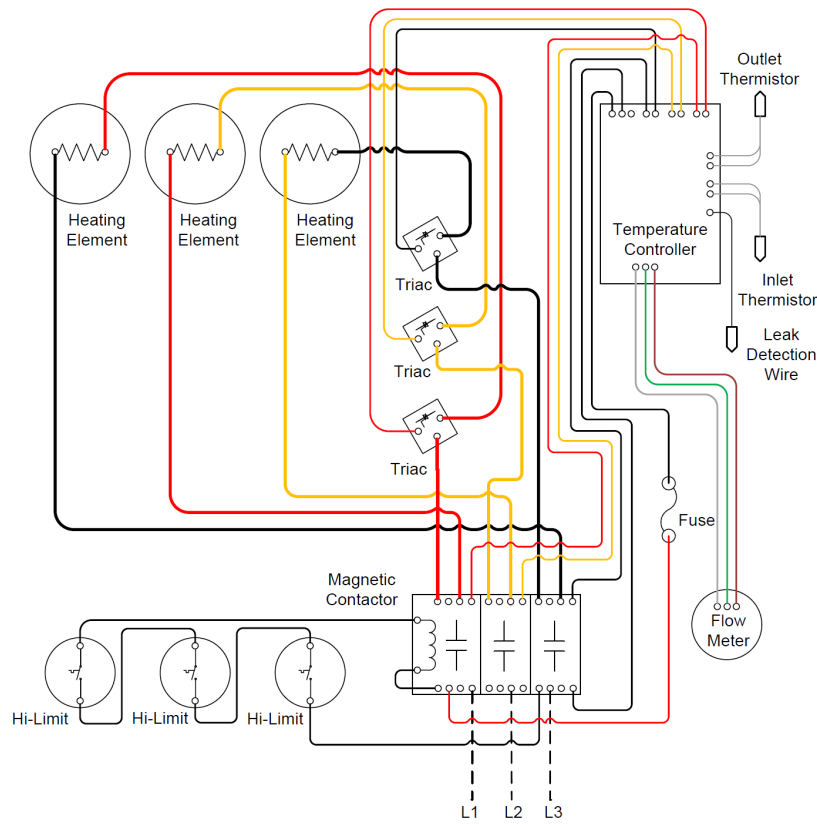 Outlet
Thermistor
Heating
Element
Heating
Element
Heating
Element
Temperature
Controller
Triac
Inlet
Thermistor
Leak
Detection
Wire
Triac
Triac
Fuse
Magnetic
Contactor
Flow
Meter
Hi-Limit
Hi-Limit
Hi-Limit
L1
L2
L3